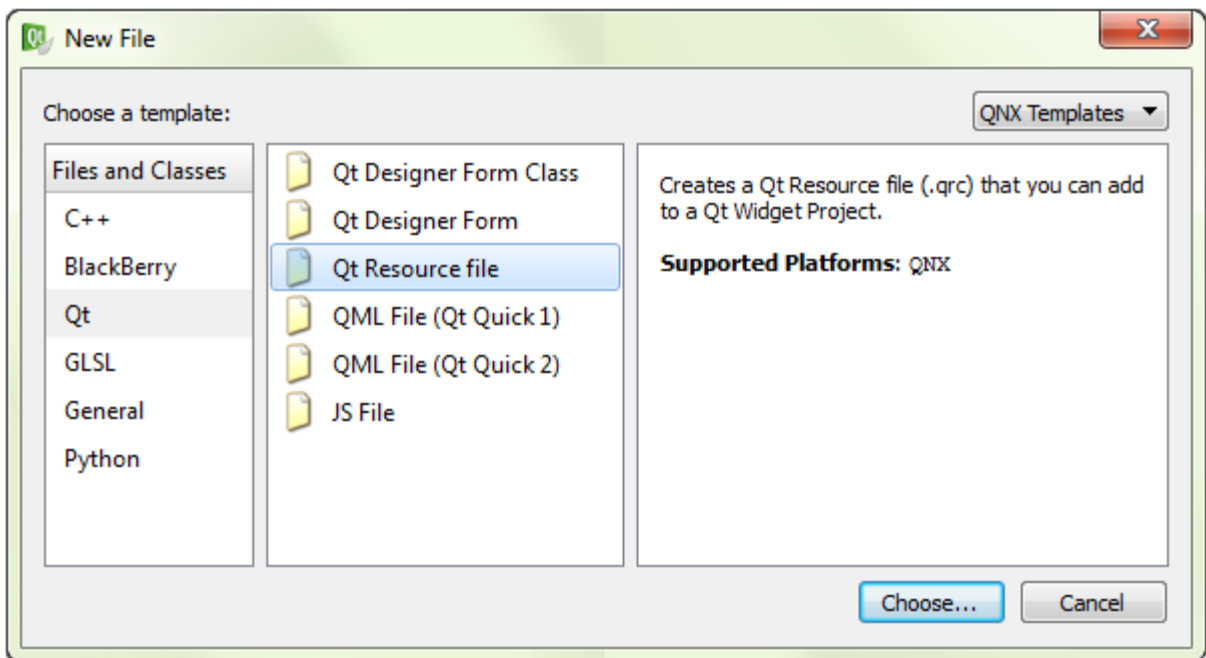 New File
Choose a template:
QNX Templates
Files and Classes
C++
BlackBerry
Qt
GLSL
General
Python
Qt Designer Form Class
Qt Designer Form
Qt Resource file
QML File (Qt Quick 1)
QML File (Qt Quick 2)
JS File
Creates a Qt Resource file (.qrc) that you can add
to a Qt Widget Project.
Supported Platforms: QNX
Choose...
Cancel